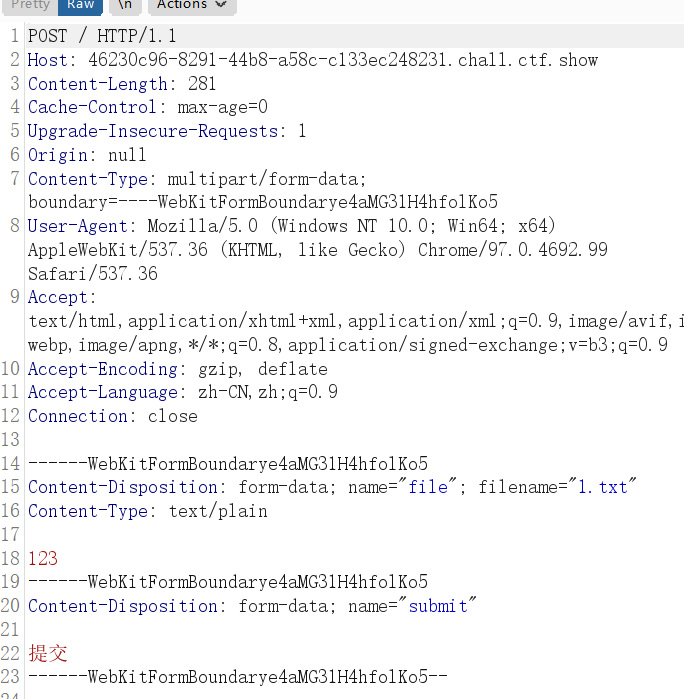 Pretty Raw \n Actions
1 POST / HTTP/1.1
2 Host: 46230c96-8291-44b8-a58c-c133ec248231.chall.ctf.show
3 Content-Length: 281
4 Cache-Control: max-age=0
5 Upgrade-Insecure-Requests: 1
6 Origin: null
7 Content-Type: multipart/form-data;
boundary=----WebKitFormBoundarye4aMG31H4hfolKo5
8 User-Agent: Mozilla/5.0 (Windows NT 10.0; Win64; x64)
AppleWebKit/537.36 (KHTML, like Gecko) Chrome/97.0.4692.99
Safari/537.36
9 Accept:
text/html,application/xhtml+xml,application/xml;q=0.9,image/avif,i
webp,image/apng,*/*;q=0.8,application/signed-exchange;v=b3;q=0.9
10 Accept-Encoding: gzip, deflate
11 Accept-Language: zh-CN,zh;q=0.9
12 Connection: close
13
14 ------WebKitFormBoundarye4aMG31H4hfolKo5
15 Content-Disposition: form-data; name="file"; filename="1.txt"
16 Content-Type: text/plain
17
18 123
19 ------WebKitFormBoundarye4aMG31H4hfolKo5
20 Content-Disposition: form-data; name="submit"
21
22 提交
23 ------WebKitFormBoundarye4aMG31H4hfolKo5--
24